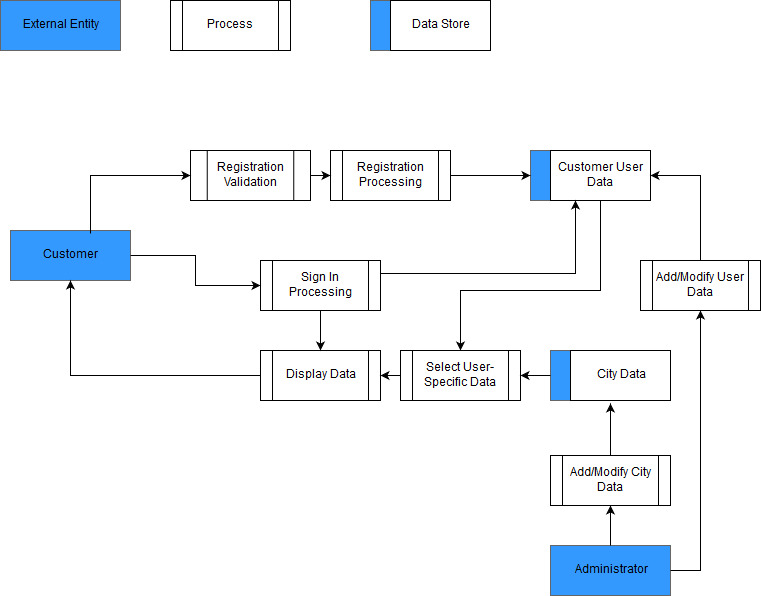 External Entity
Process
Data Store
Registration
Validation
Registration
Processing
Customer User
Data
Customer
Sign In
Processing
Add/Modify User
Data
Display Data
Select User-
Specific Data
City Data
Add/Modify City
Data
Administrator